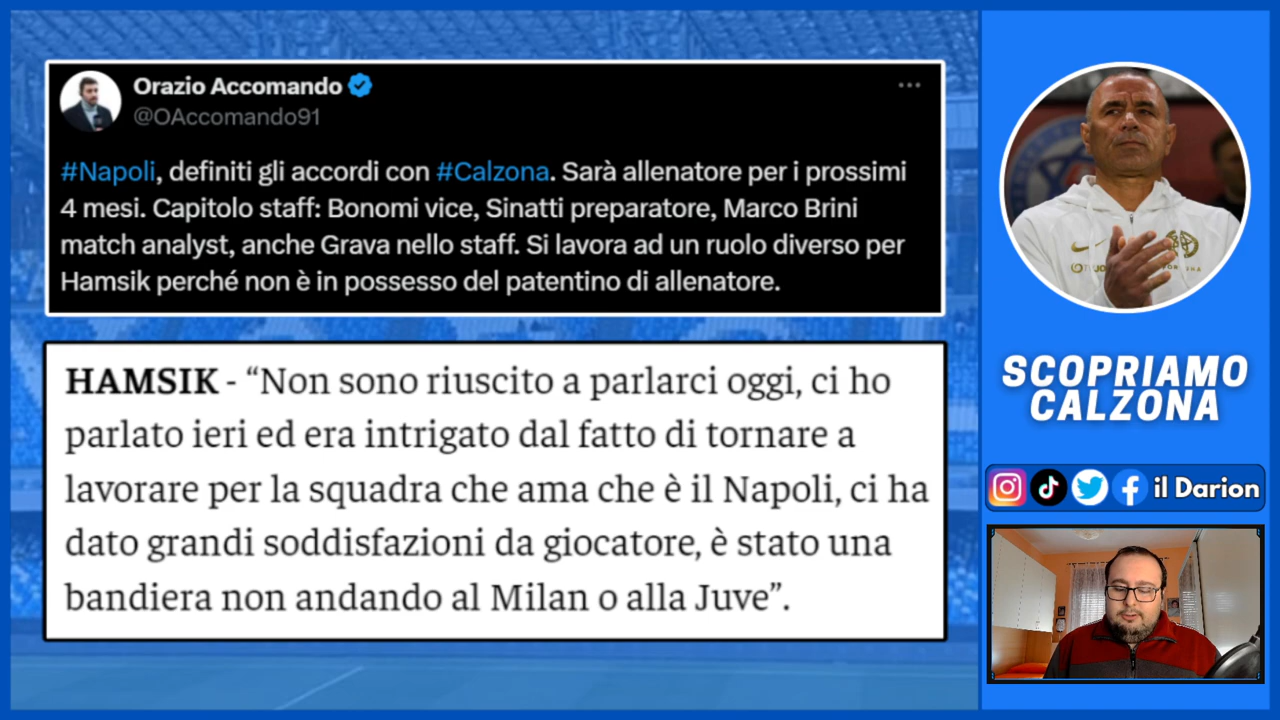 Orazio Accomando
@OAccomando91
#Napoli, definiti gli accordi con #Calzona. Sarà allenatore per i prossimi
4 mesi. Capitolo staff: Bonomi vice, Sinatti preparatore, Marco Brini
match analyst, anche Grava nello staff. Si lavora ad un ruolo diverso per
Hamsik perché non è in possesso del patentino di allenatore.
HAMSIK - “Non sono riuscito a parlarci oggi, ci ho
parlato ieri ed era intrigato dal fatto di tornare a
lavorare per la squadra che ama che è il Napoli, ci ha
dato grandi soddisfazioni da giocatore, è stato una
bandiera non andando al Milan o alla Juve”.
SCOPRIAMO
CALZONA
il Darion